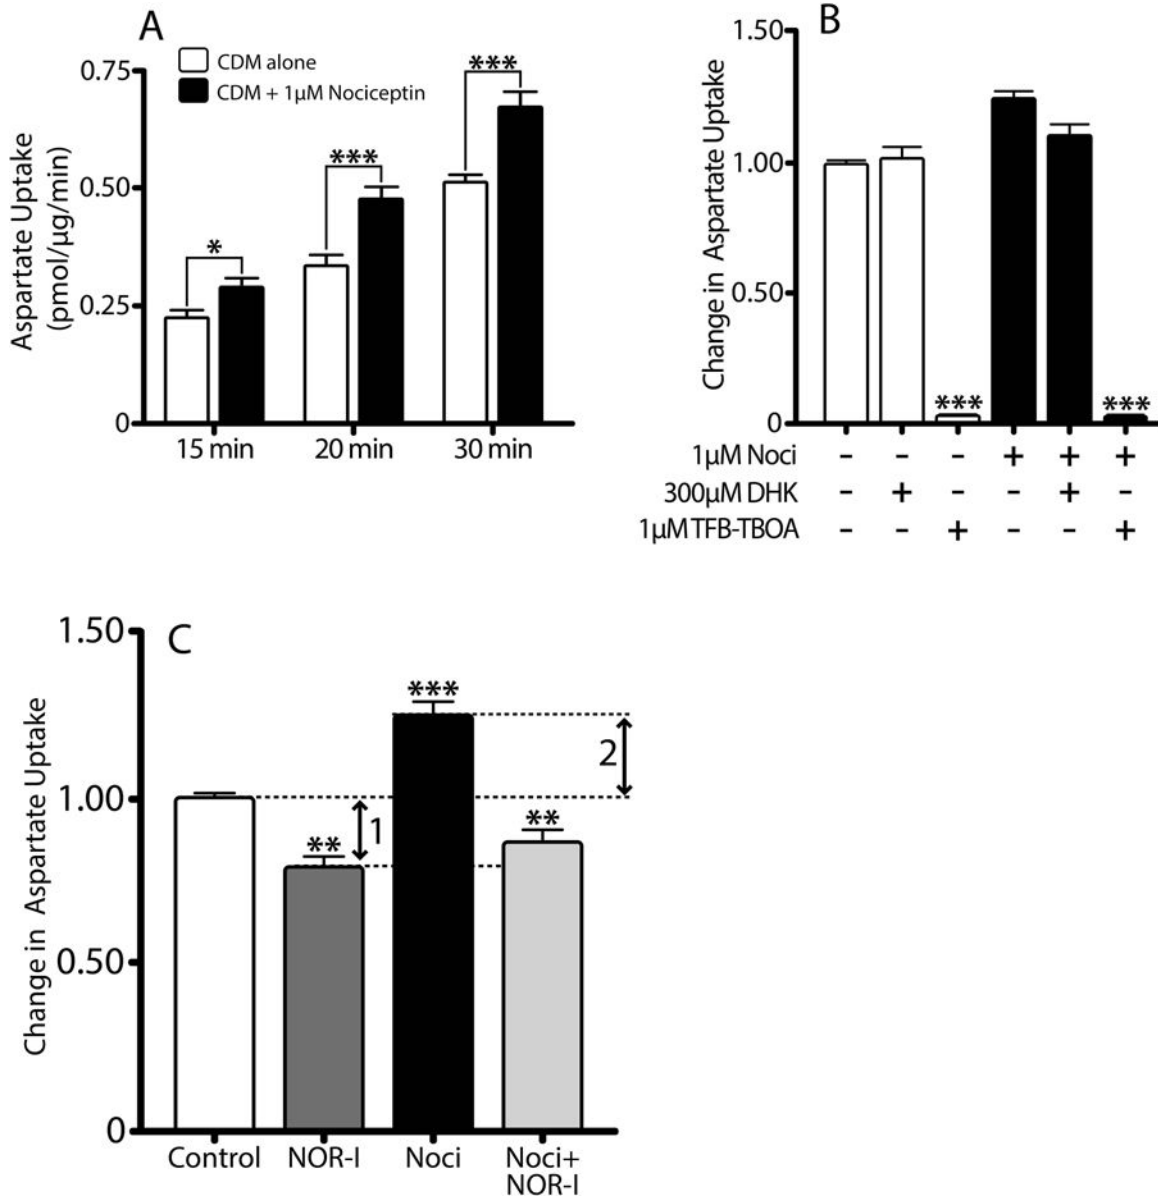 A
CDM alone
CDM + 1µM Nociceptin
Aspartate Uptake
(pmol/µg/min)
0.75
0.50
0.25
0
*
***
***
15 min
20 min
30 min
B
Change in Aspartate Uptake
1.50
1.00
0.50
0
***
***
1µM Noci - - - + + +
300µM DHK - + - - + -
1µM TFB-TBOA - - + - - +
C
Change in Aspartate Uptake
1.50
1.00
0.50
0
**
***
**
1
2
Control NOR-I Noci Noci+
NOR-I